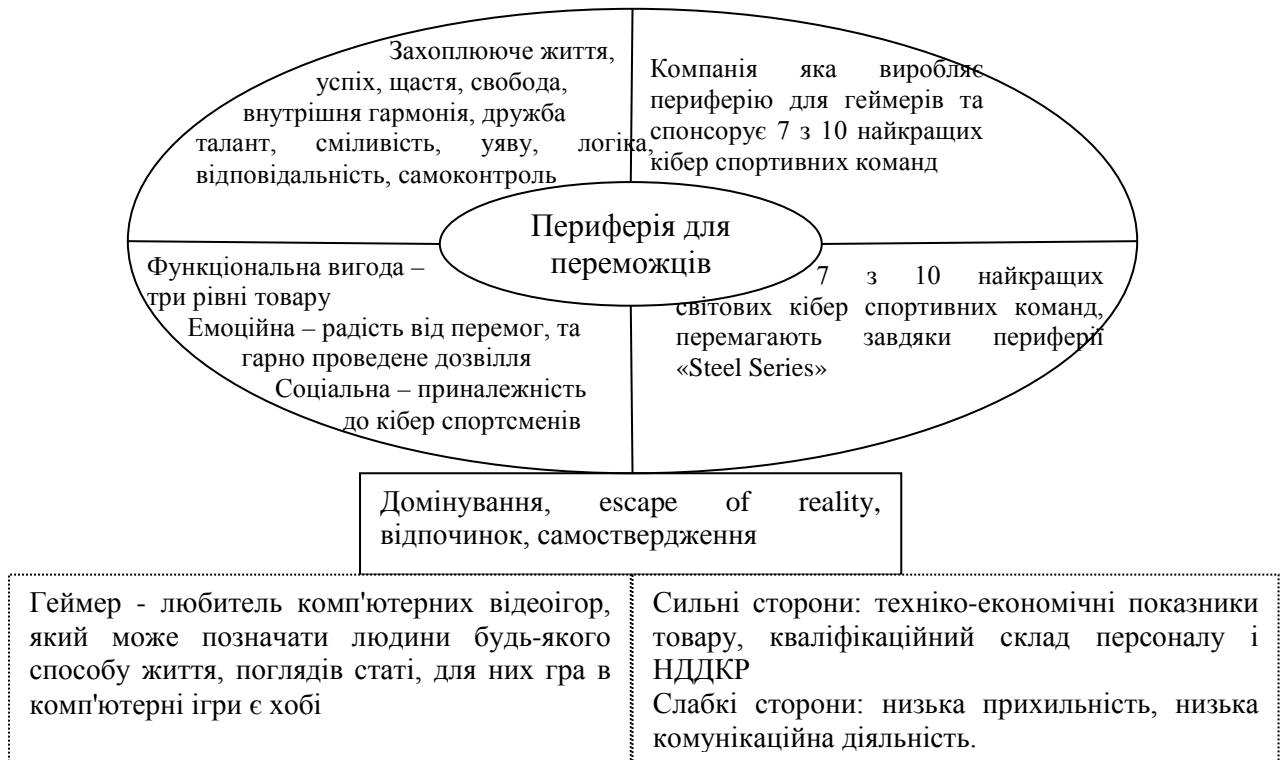 Захоплююче життя,
успіх, щастя, свобода,
внутрішня гармонія, дружба
талант, сміливість, уяву, логіка,
відповідальність, самоконтроль
Компанія яка виробляє
периферію для геймерів та
спонсорує 7 з 10 найкращих
кібер спортивних команд
Периферія для
переможців
Функціональна вигода –
три рівні товару
Емоційна – радість від перемог, та
гарно проведене дозвілля
Соціальна – приналежність
до кібер спортсменів
7 з 10 найкращих
світових кібер спортивних команд,
перемагають завдяки периферії
«Steel Series»
Домінування, escape of reality,
відпочинок, самоствердження
Геймер - любитель комп'ютерних відеоігор,
який може позначати людини будь-якого
способу життя, поглядів статі, для них гра в
комп'ютерні ігри є хобі
Сильні сторони: техніко-економічні показники
товару, кваліфікаційний склад персоналу і
НДДКР
Слабкі сторони: низька прихильність, низька
комунікаційна діяльність.